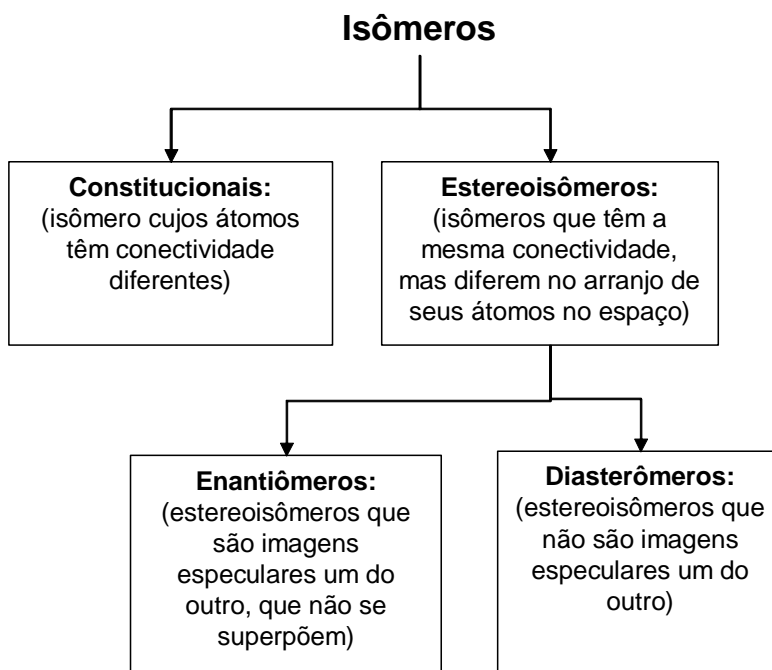 Isômeros
Constitucionais:
(isômero cujos átomos
têm conectividade
diferentes)
Estereoisômeros:
(isômeros que têm a
mesma conectividade,
mas diferem no arranjo de
seus átomos no espaço)
Enantiômeros:
(estereoisômeros que
são imagens
especulares um do
outro, que não se
superpõem)
Diasterômeros:
(estereoisômeros que
não são imagens
especulares um do
outro)